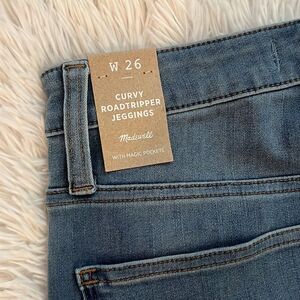 W 26
CURVY
ROADTRIPPER
JEGGINGS
Madewell
WITH MAGIC POCKETS